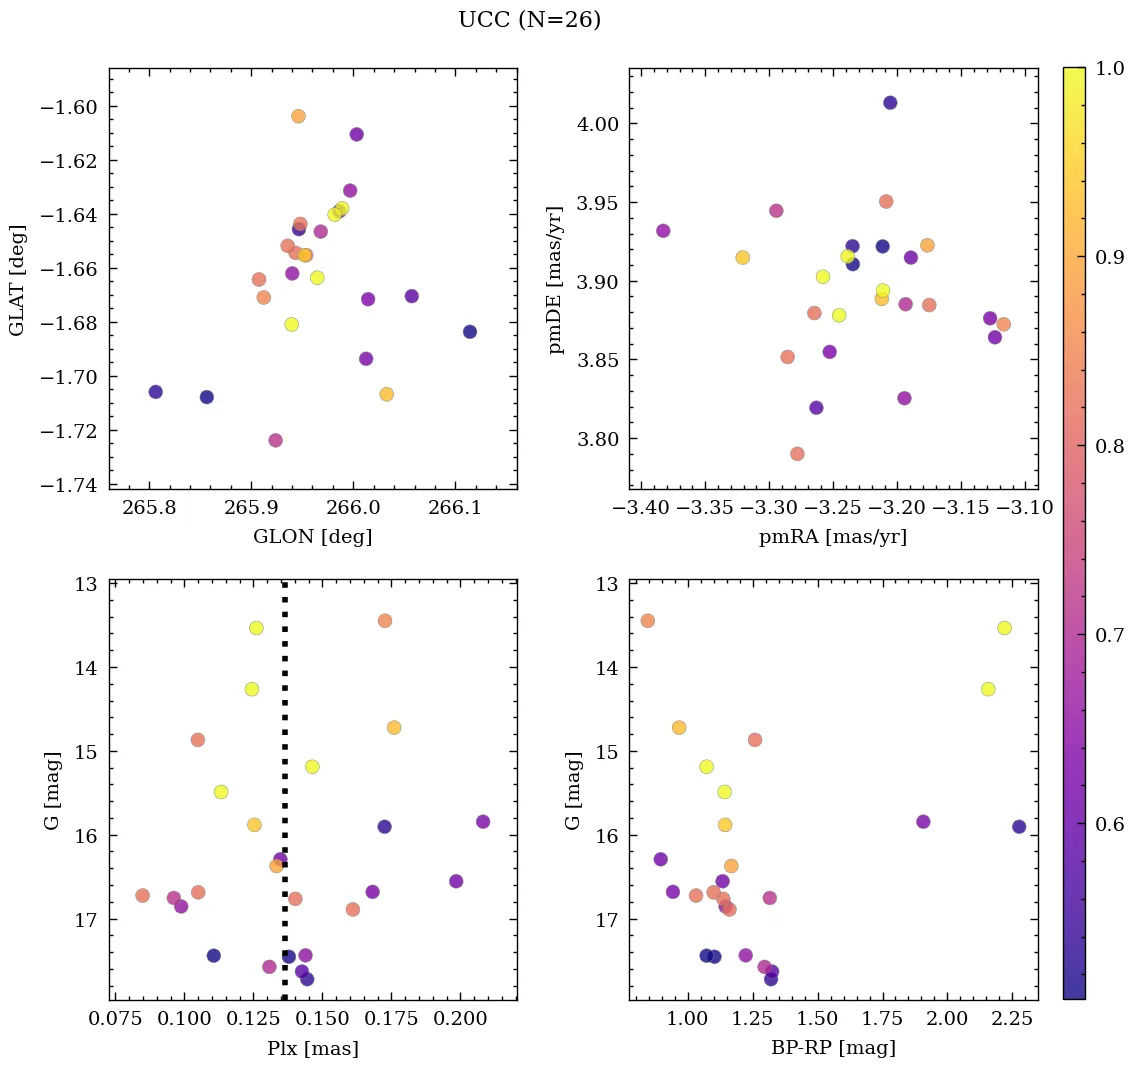 UCC (N=26)
−1.60
−1.62
−1.64
−1.66
−1.68
−1.70
−1.72
−1.74
GLAT [deg]
265.8 265.9 266.0 266.1
GLON [deg]
4.00
3.95
3.90
3.85
3.80
pmDE [mas/yr]
−3.40 −3.35 −3.30 −3.25 −3.20 −3.15 −3.10
pmRA [mas/yr]
13
14
15
16
17
G [mag]
0.075 0.100 0.125 0.150 0.175 0.200
Plx [mas]
13
14
15
16
17
G [mag]
1.00 1.25 1.50 1.75 2.00 2.25
BP-RP [mag]
1.0
0.9
0.8
0.7
0.6